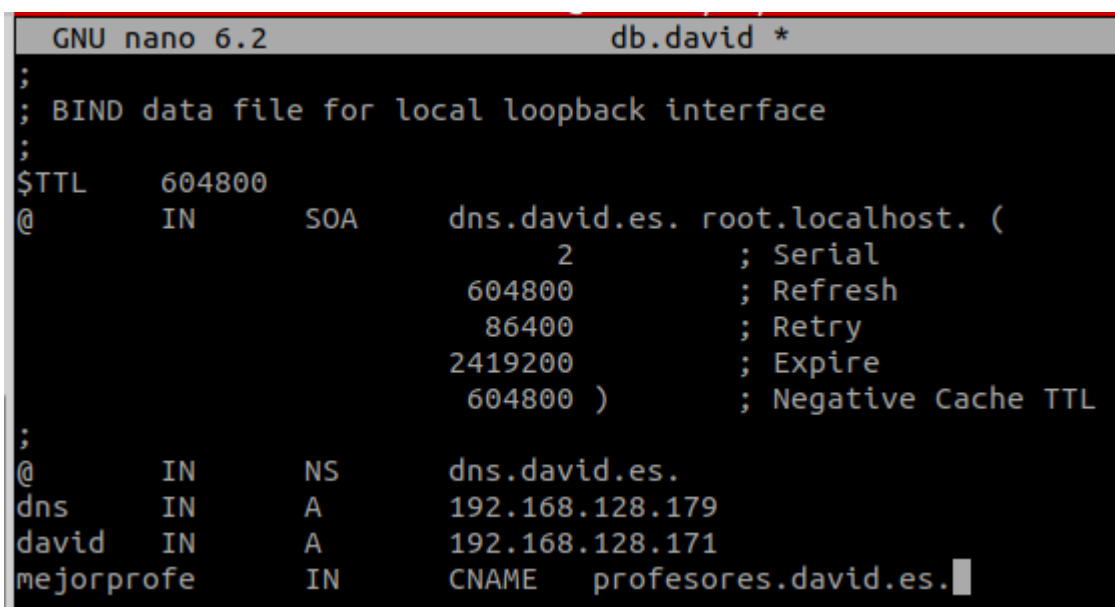 GNU nano 6.2 db.david *
;
; BIND data file for local loopback interface
;
$TTL 604800
@ IN SOA dns.david.es. root.localhost. (
2 ; Serial
604800 ; Refresh
86400 ; Retry
2419200 ; Expire
604800 ) ; Negative Cache TTL
;
@ IN NS dns.david.es.
dns IN A 192.168.128.179
david IN A 192.168.128.171
mejorprofe IN CNAME profesores.david.es.